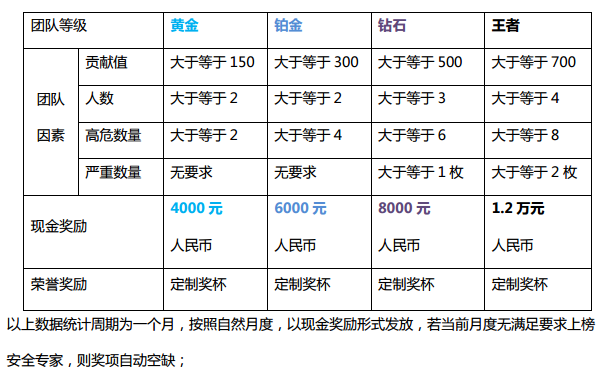 团队等级 黄金 铂金 钻石 王者
团队因素 贡献值 大于等于 150 大于等于 300 大于等于 500 大于等于 700
人数 大于等于 2 大于等于 2 大于等于 3 大于等于 4
高危数量 大于等于 2 大于等于 4 大于等于 6 大于等于 8
严重数量 无要求 无要求 大于等于 1 枚 大于等于 2 枚
现金奖励 4000 元 6000 元 8000 元 1.2 万元
人民币 人民币 人民币 人民币
荣誉奖励 定制奖杯 定制奖杯 定制奖杯 定制奖杯
以上数据统计周期为一个月，按照自然月度，以现金奖励形式发放，若当前月度无满足要求上榜
安全专家，则奖项自动空缺；